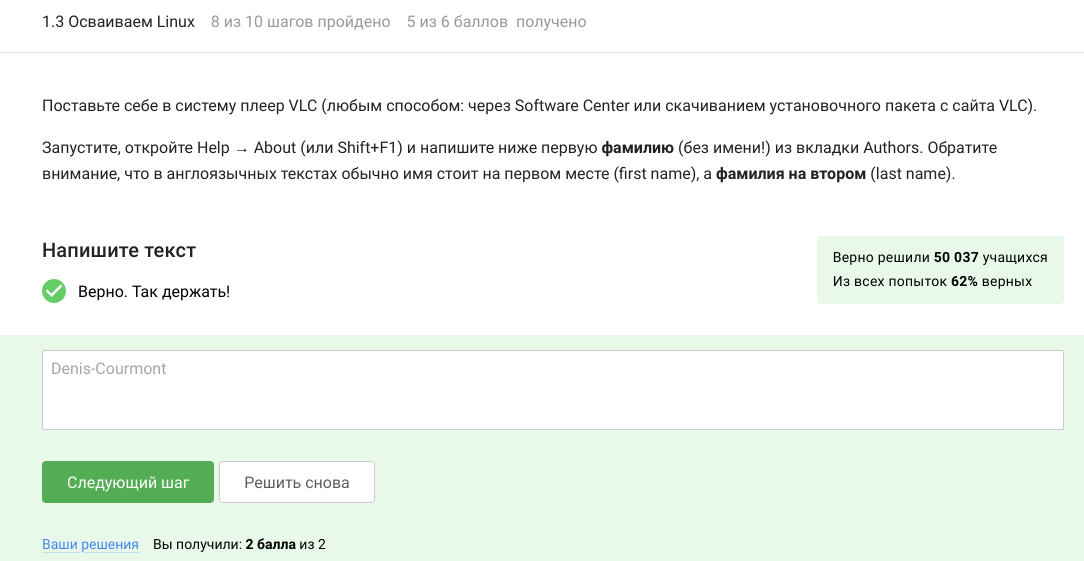 1.3 Осваиваем Linux 8 из 10 шагов пройдено 5 из 6 баллов получено
Поставьте себе в систему плеер VLC (любым способом: через Software Center или скачиванием установочного пакета с сайта VLC).
Запустите, откройте Help → About (или Shift+F1) и напишите ниже первую фамилию (без имени!) из вкладки Authors. Обратите
внимание, что в англоязычных текстах обычно имя стоит на первом месте (first name), а фамилия на втором (last name).
Напишите текст
Верно. Так держать!
Верно решили 50 037 учащихся
Из всех попыток 62% верных
Denis-Courmont
Следующий шаг Решить снова
Ваши решения Вы получили: 2 балла из 2